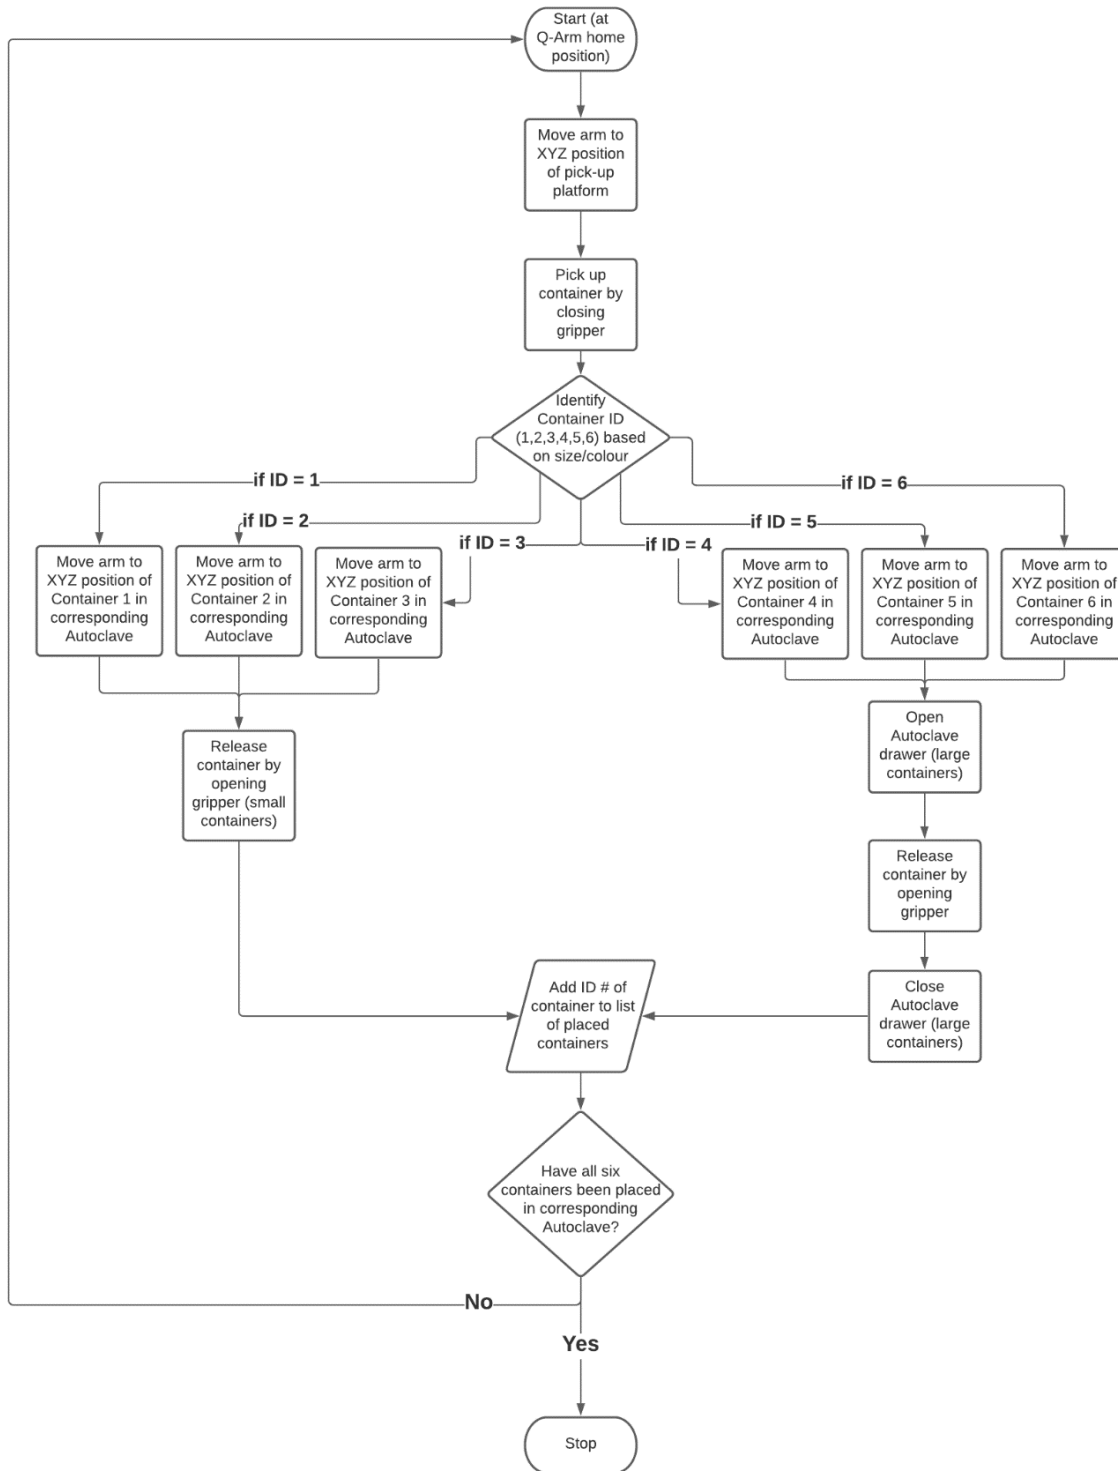 Start (at
Q-Arm home
position)
Move arm to
XYZ position
of pick-up
platform
Pick up
container by
closing
gripper
Identify
Container ID
(1,2,3,4,5,6) based
on size/colour
if ID = 1
if ID = 2
if ID = 3
if ID = 4
if ID = 5
if ID = 6
Move arm to
XYZ position of
Container 1 in
corresponding
Autoclave
Move arm to
XYZ position of
Container 2 in
corresponding
Autoclave
Move arm to
XYZ position of
Container 3 in
corresponding
Autoclave
Move arm to
XYZ position of
Container 4 in
corresponding
Autoclave
Move arm to
XYZ position of
Container 5 in
corresponding
Autoclave
Move arm to
XYZ position of
Container 6 in
corresponding
Autoclave
Release
container by
opening
gripper (small
containers)
Open
Autoclave
drawer (large
containers)
Release
container by
opening
gripper
Close
Autoclave
drawer (large
containers)
Add ID # of
container to list
of placed
containers
Have all six
containers been placed
in corresponding
Autoclave?
No
Yes
Stop